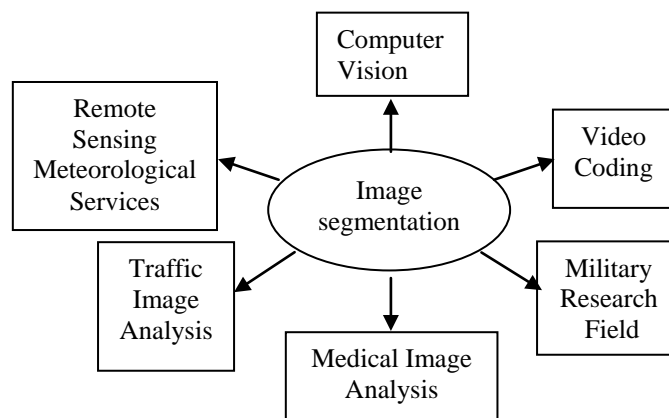 Computer
Vision
Remote
Sensing
Meteorological
Services
Video
Coding
Image
segmentation
Traffic
Image
Analysis
Military
Research
Field
Medical Image
Analysis